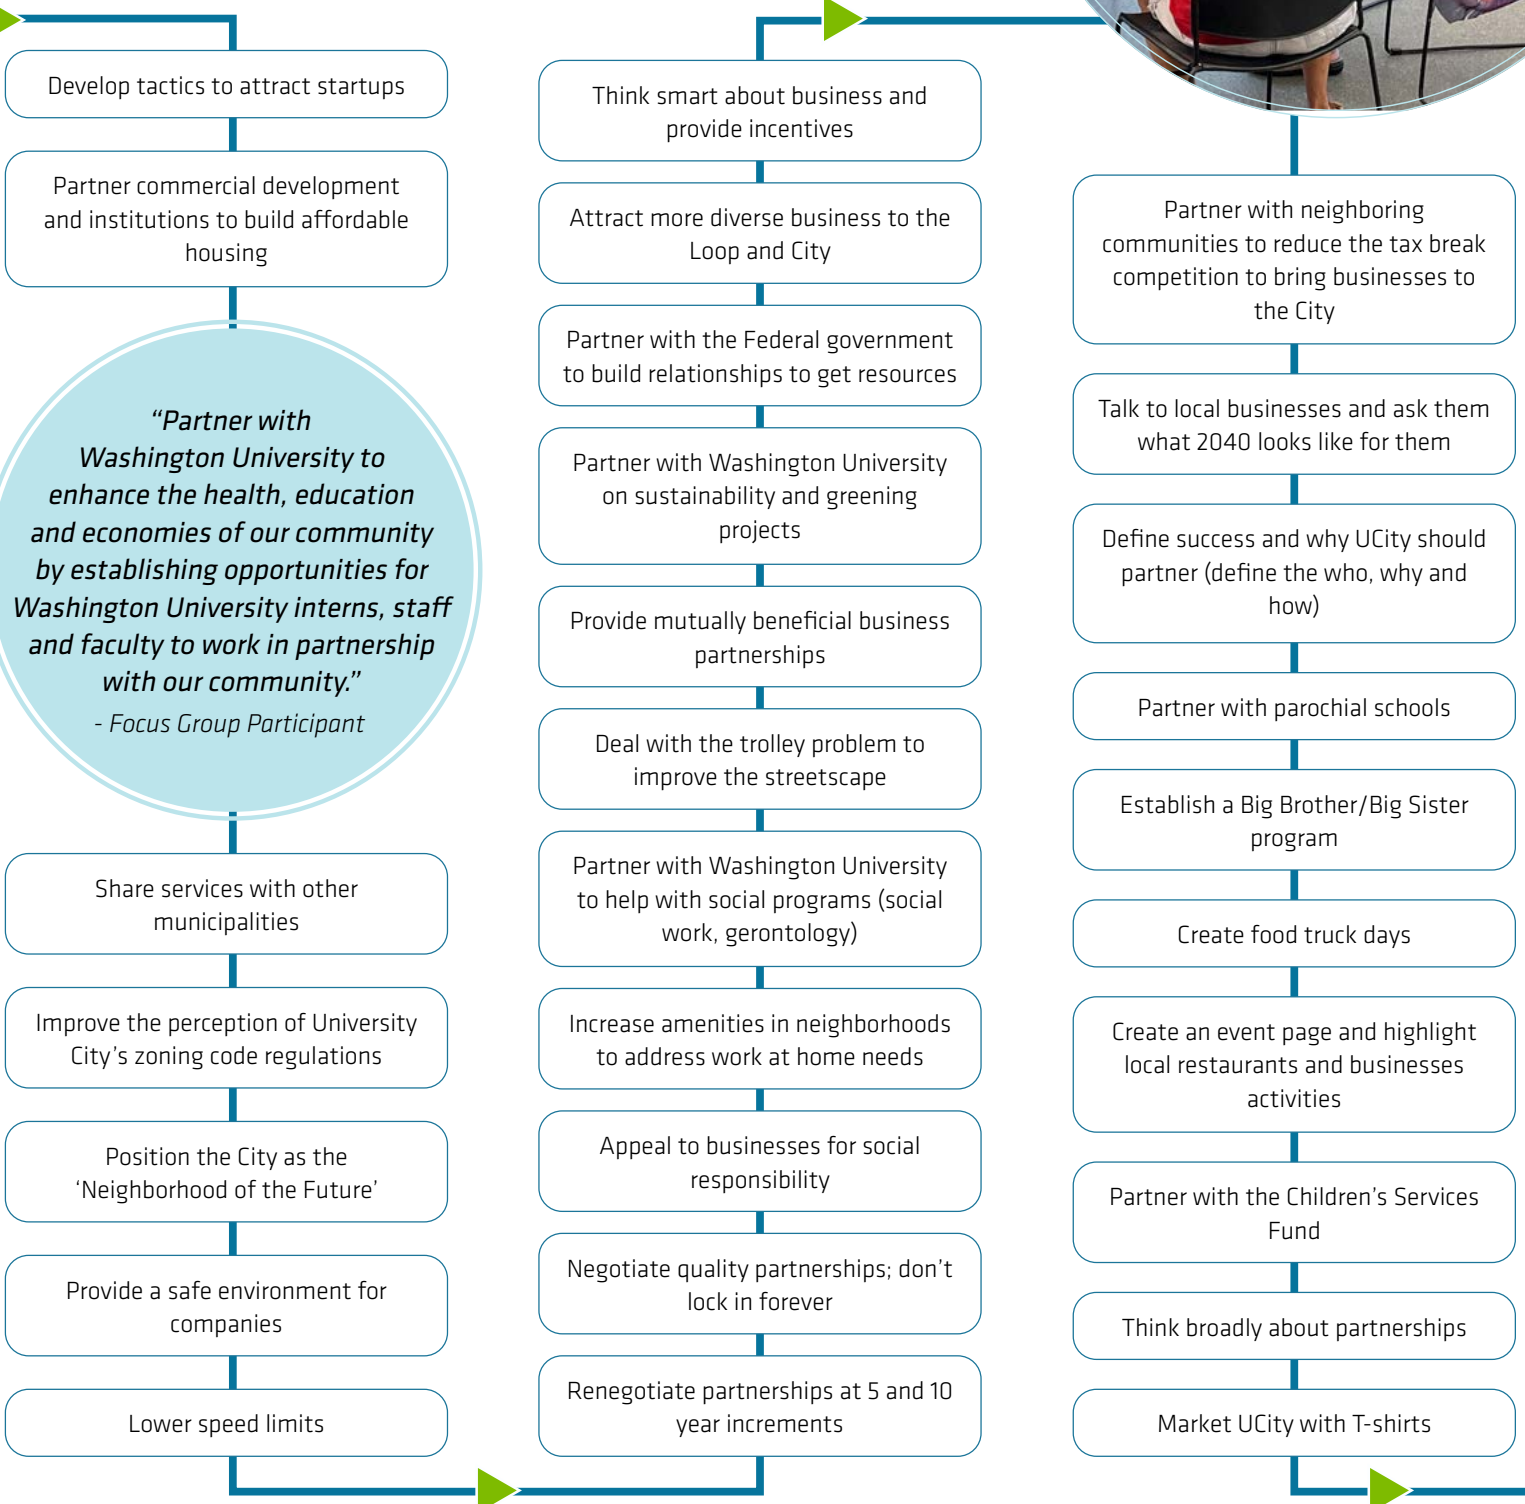 Develop tactics to attract startups
Partner commercial development
and institutions to build affordable
housing
“Partner with
Washington University to
enhance the health, education
and economies of our community
by establishing opportunities for
Washington University interns, staff
and faculty to work in partnership
with our community.”
- Focus Group Participant
Share services with other
municipalities
Improve the perception of University
City’s zoning code regulations
Position the City as the
‘Neighborhood of the Future’
Provide a safe environment for
companies
Lower speed limits
Think smart about business and
provide incentives
Attract more diverse business to the
Loop and City
Partner with the Federal government
to build relationships to get resources
Partner with Washington University
on sustainability and greening
projects
Provide mutually beneficial business
partnerships
Deal with the trolley problem to
improve the streetscape
Partner with Washington University
to help with social programs (social
work, gerontology)
Increase amenities in neighborhoods
to address work at home needs
Appeal to businesses for social
responsibility
Negotiate quality partnerships; don’t
lock in forever
Renegotiate partnerships at 5 and 10
year increments
Partner with neighboring
communities to reduce the tax break
competition to bring businesses to
the City
Talk to local businesses and ask them
what 2040 looks like for them
Define success and why UCity should
partner (define the who, why and
how)
Partner with parochial schools
Establish a Big Brother/Big Sister
program
Create food truck days
Create an event page and highlight
local restaurants and businesses
activities
Partner with the Children’s Services
Fund
Think broadly about partnerships
Market UCity with T-shirts